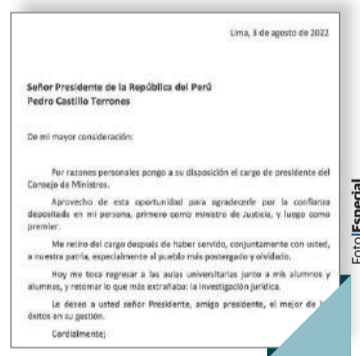 Lima, 3 de agosto de 2022
Señor Presidente de la República del Perú
Pedro Castillo Terrones
De mi mayor consideración:
Por razones personales pongo a su disposición el cargo de presidente del
Consejo de Ministros.
Aprovecho de esta oportunidad para agradecerle por la confianza
depositada en mi persona, primero como ministro de Justicia, y luego como
premier.
Me retiro del cargo después de haber servido, conjuntamente con usted,
a nuestra patria, especialmente al pueblo más postergado y olvidado.
Hoy me toca regresar a las aulas universitarias junto a mis alumnos y
alumnas, y retomar lo que más extrañaba: la investigación jurídica.
Le deseo a usted señor Presidente, amigo presidente, el mejor de
éxitos en su gestión.
Cordialmente;
Foto|Especial